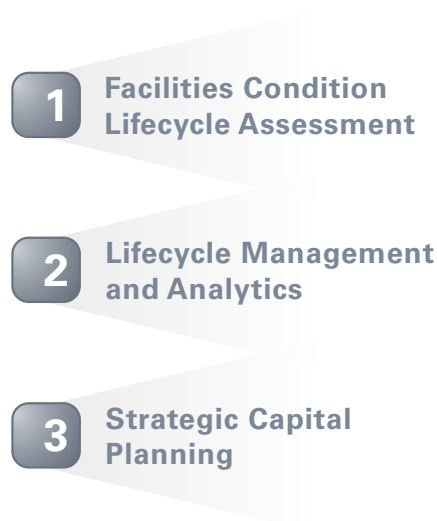 1
Facilities Condition
Lifecycle Assessment
2
Lifecycle Management
and Analytics
3
Strategic Capital
Planning